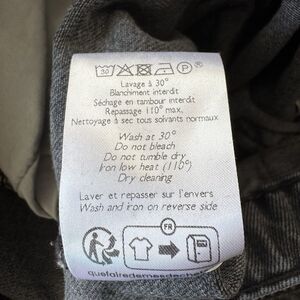 30 P ®
Lavage à 30°
Blanchiment interdit
Séchage en tambour interdit
Repassage 110° max.
Nettoyage à sec tous solvants normaux
Wash at 30°
Do not bleach
Do not tumble dry
Iron low heat (110°)
Dry cleaning
Laver et repasser sur l'envers
Wash and iron on reverse side
FR
quefairedemesdechets